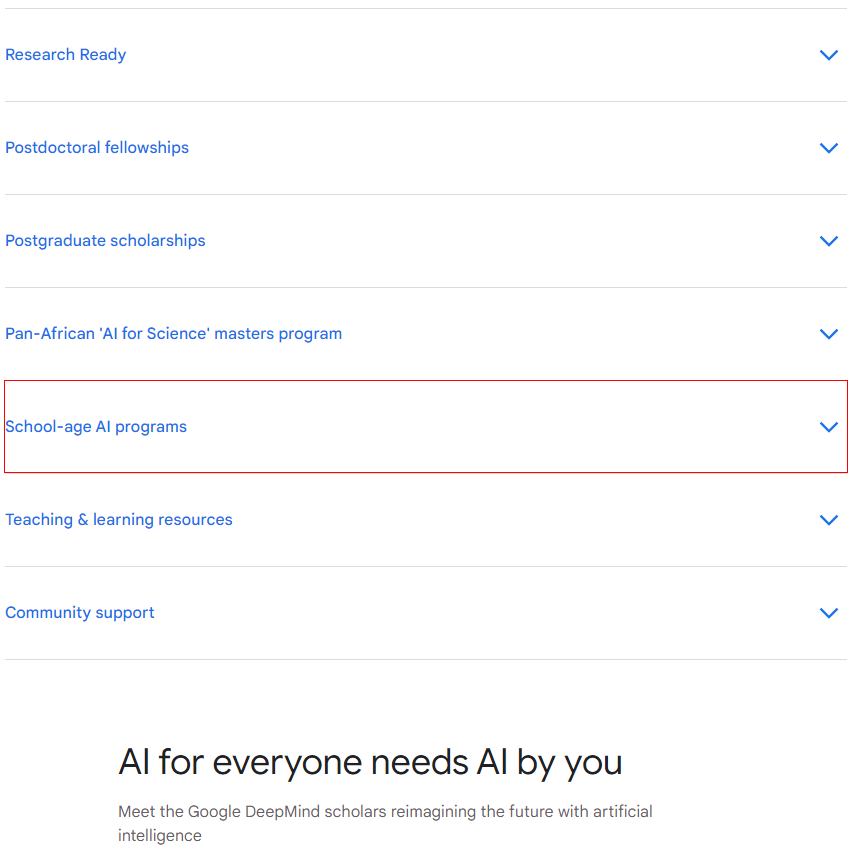 Research Ready
Postdoctoral fellowships
Postgraduate scholarships
Pan-African 'AI for Science' masters program
School-age AI programs
Teaching & learning resources
Community support
AI for everyone needs AI by you
Meet the Google DeepMind scholars reimagining the future with artificial
intelligence